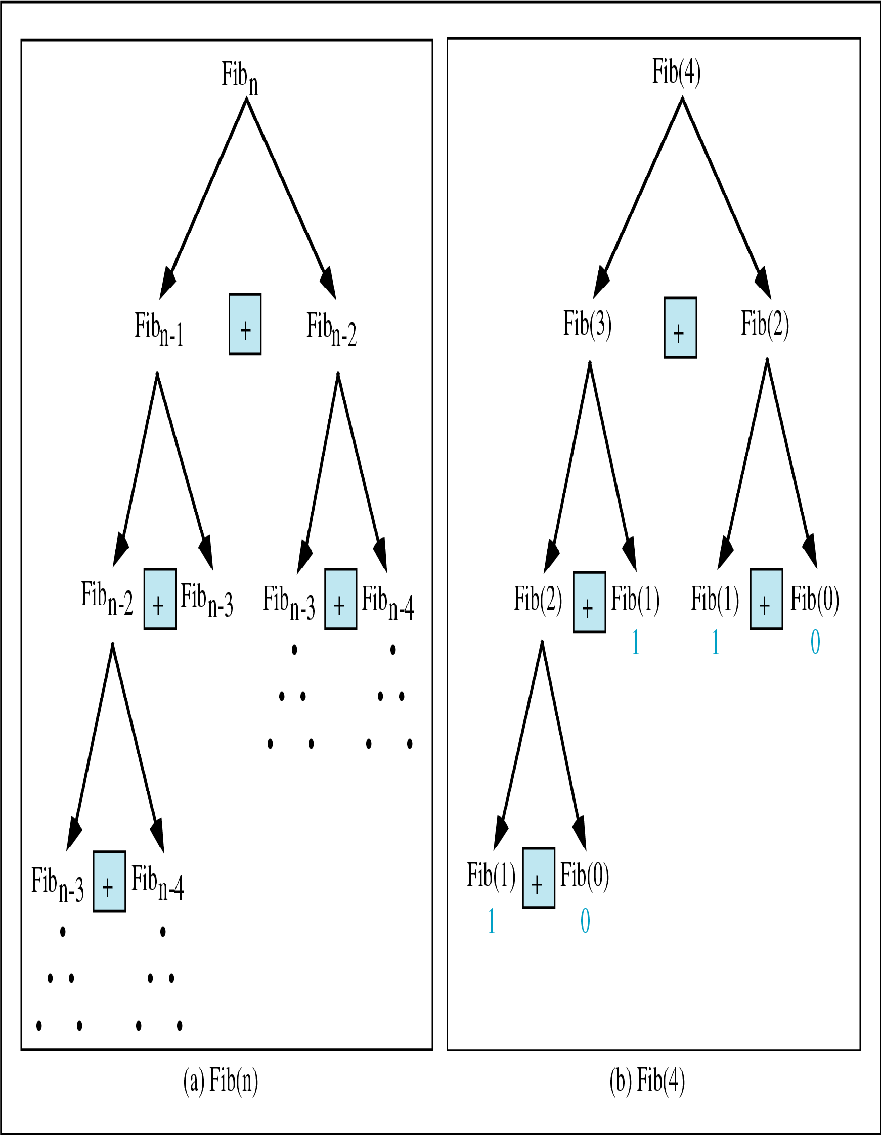 Fibn
Fibn-1 + Fibn-2
Fibn-2 + Fibn-3 Fibn-3 + Fibn-4
Fibn-3 + Fibn-4
(a) Fib(n)
Fib(4)
Fib(3) + Fib(2)
Fib(2) + Fib(1) Fib(1) + Fib(0)
1 1 0
Fib(1) + Fib(0)
1 0
(b) Fib(4)